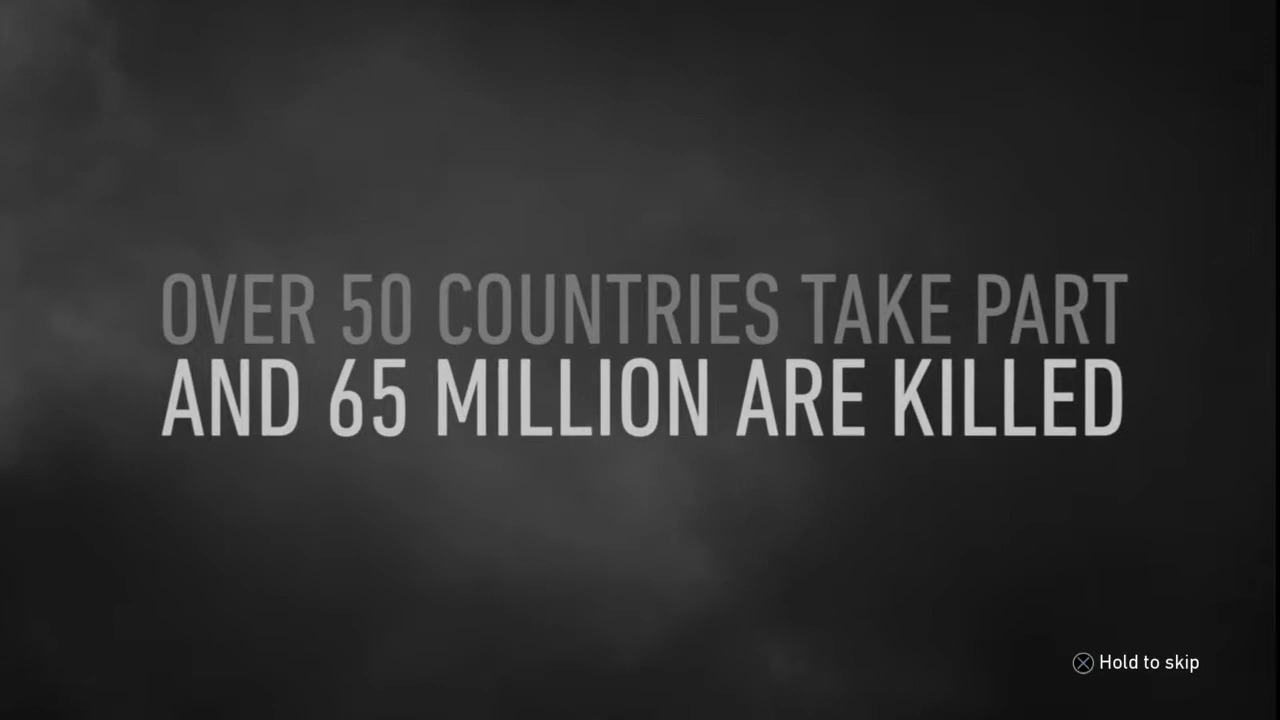 OVER 50 COUNTRIES TAKE PART
AND 65 MILLION ARE KILLED
Hold to skip